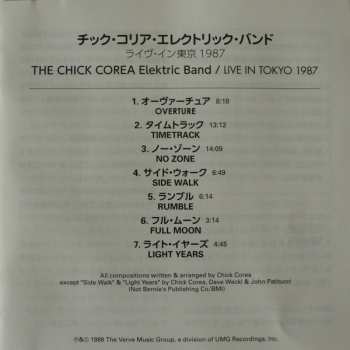 チック・コリア・エレクトリック・バンド
ライヴ・イン東京 1987
THE CHICK COREA Elektric Band / LIVE IN TOKYO 1987
1. オーヴァーチュア 8:18
OVERTURE
2. タイムトラック 13:12
TIMETRACK
3. ノー・ゾーン 14:09
NO ZONE
4. サイド・ウォーク 6:49
SIDE WALK
5. ランブル 6:14
RUMBLE
6. フル・ムーン 3:14
FULL MOON
7. ライト・イヤーズ 4:45
LIGHT YEARS
All compositions written & arranged by Chick Corea
except "Side Walk" & "Light Years" by Chick Corea, Dave Weckl & John Patitucci
(Not Bernie's Publishing Co/BMI)
℗&© 1988 The Verve Music Group, a division of UMG Recordings, Inc.